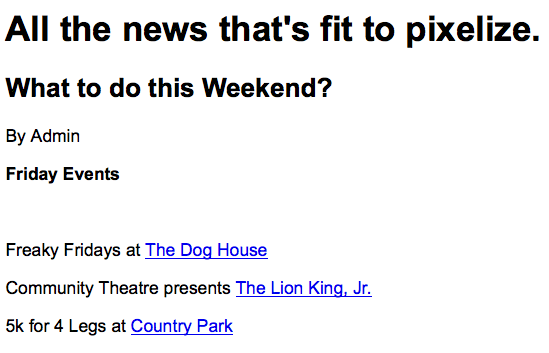 All the news that's fit to pixelize.
What to do this Weekend?
By Admin
Friday Events
Freaky Fridays at The Dog House
Community Theatre presents The Lion King, Jr.
5k for 4 Legs at Country Park